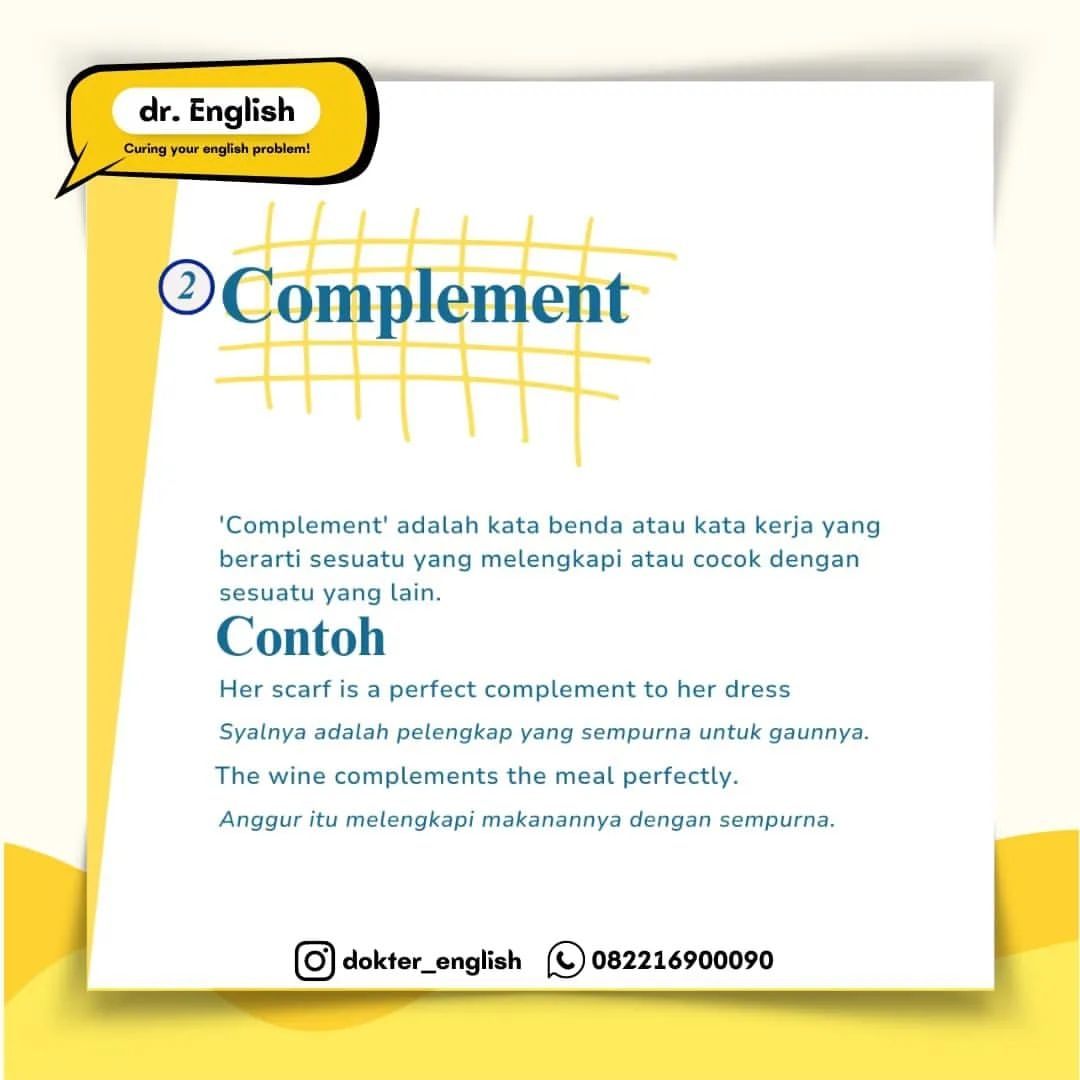 dr. English
Curing your english problem!
2 Complement
'Complement' adalah kata benda atau kata kerja yang
berarti sesuatu yang melengkapi atau cocok dengan
sesuatu yang lain.
Contoh
Her scarf is a perfect complement to her dress
Syalnya adalah pelengkap yang sempurna untuk gaunnya.
The wine complements the meal perfectly.
Anggur itu melengkapi makanannya dengan sempurna.
dokter_english 082216900090